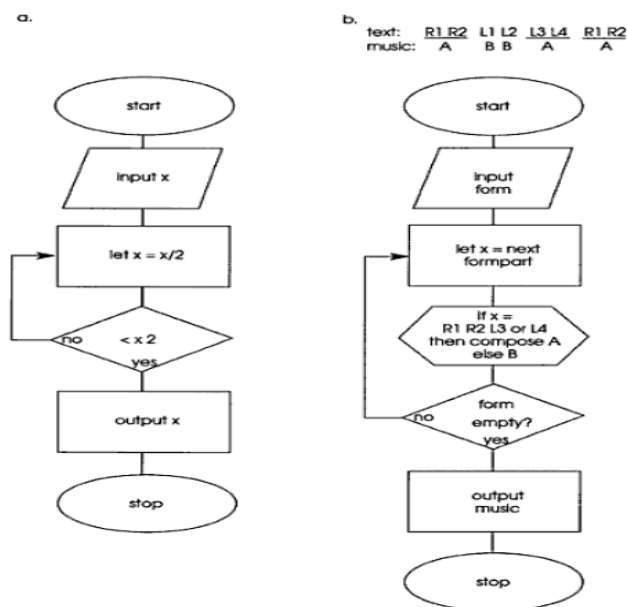 a.
start
input x
let x = x/2
no
< x 2
yes
output x
stop
b.
text: R1 R2 L1 L2 L3 L4 R1 R2
music: A B B A A
start
input
form
let x = next
formpart
if x =
R1 R2 L3 or L4
then compose A
else B
form
no
empty?
yes
output
music
stop